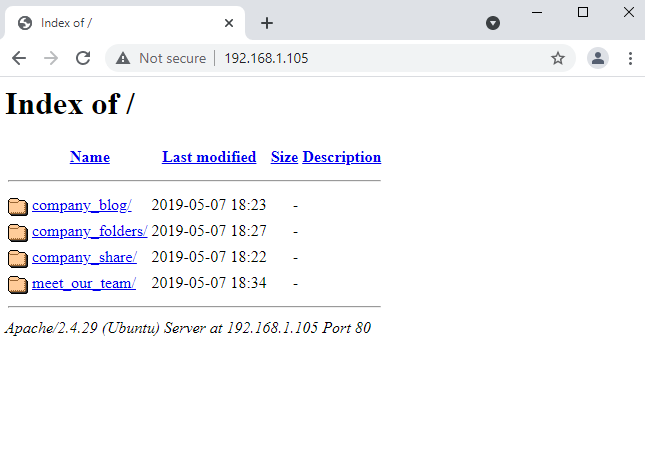 Index of /
Not secure | 192.168.1.105
Index of /
Name Last modified Size Description
company_blog/ 2019-05-07 18:23 -
company_folders/ 2019-05-07 18:27 -
company_share/ 2019-05-07 18:22 -
meet_our_team/ 2019-05-07 18:34 -
Apache/2.4.29 (Ubuntu) Server at 192.168.1.105 Port 80